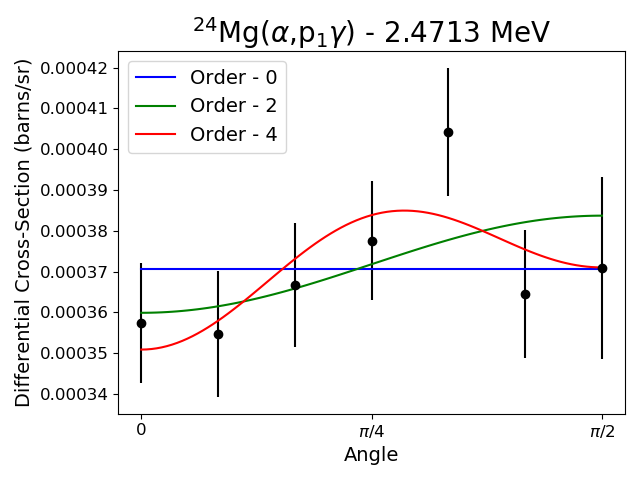 ²⁴Mg(α,p₁γ) - 2.4713 MeV
Differential Cross-Section (barns/sr)
0.00042
0.00041
0.00040
0.00039
0.00038
0.00037
0.00036
0.00035
0.00034
Order - 0
Order - 2
Order - 4
0
π/4
π/2
Angle